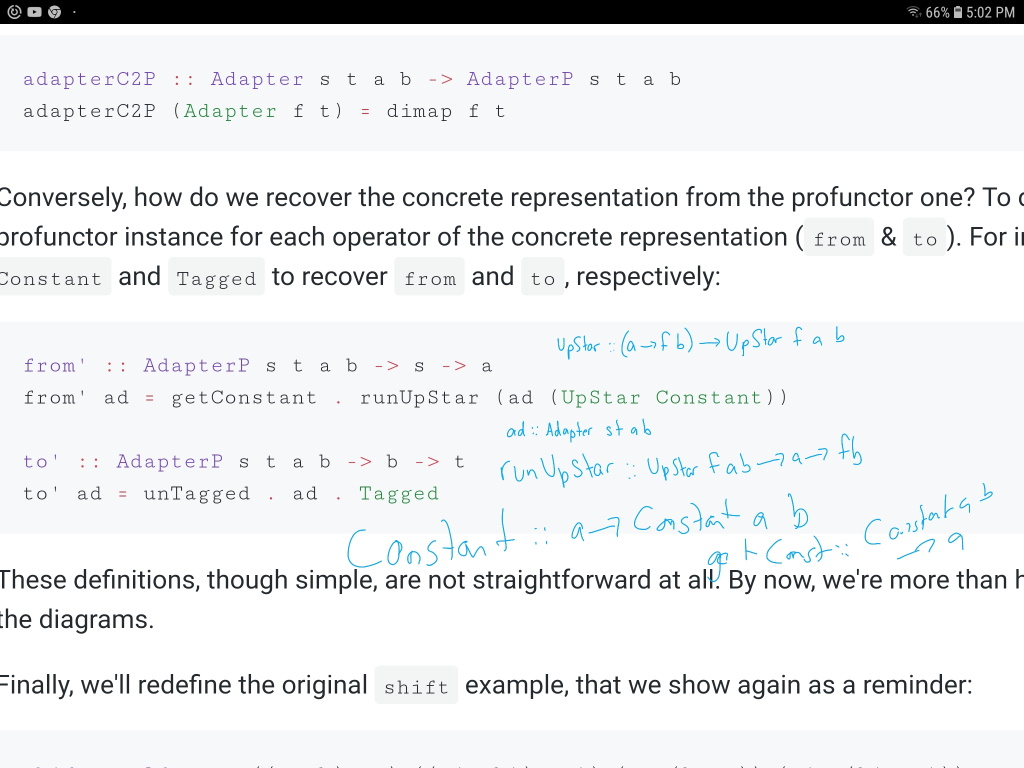 66% 5:02 PM
adapterC2P :: Adapter s t a b -> AdapterP s t a b
adapterC2P (Adapter f t) = dimap f t
Conversely, how do we recover the concrete representation from the profunctor one? To
profunctor instance for each operator of the concrete representation ( from & to ). For
Constant and Tagged to recover from and to , respectively:
UpStar :: (a → f b) → UpStar f a b
from' :: AdapterP s t a b -> s -> a
from' ad = getConstant . runUpStar (ad (UpStar Constant))
ad :: Adapter s t a b
to' :: AdapterP s t a b -> b -> t
runUpStar :: UpStar f a b → a → f b
to' ad = unTagged . ad . Tagged
Constant :: a → Constant a b
getConst :: Constant a b
→ a
These definitions, though simple, are not straightforward at all. By now, we're more than
the diagrams.
Finally, we'll redefine the original shift example, that we show again as a reminder: